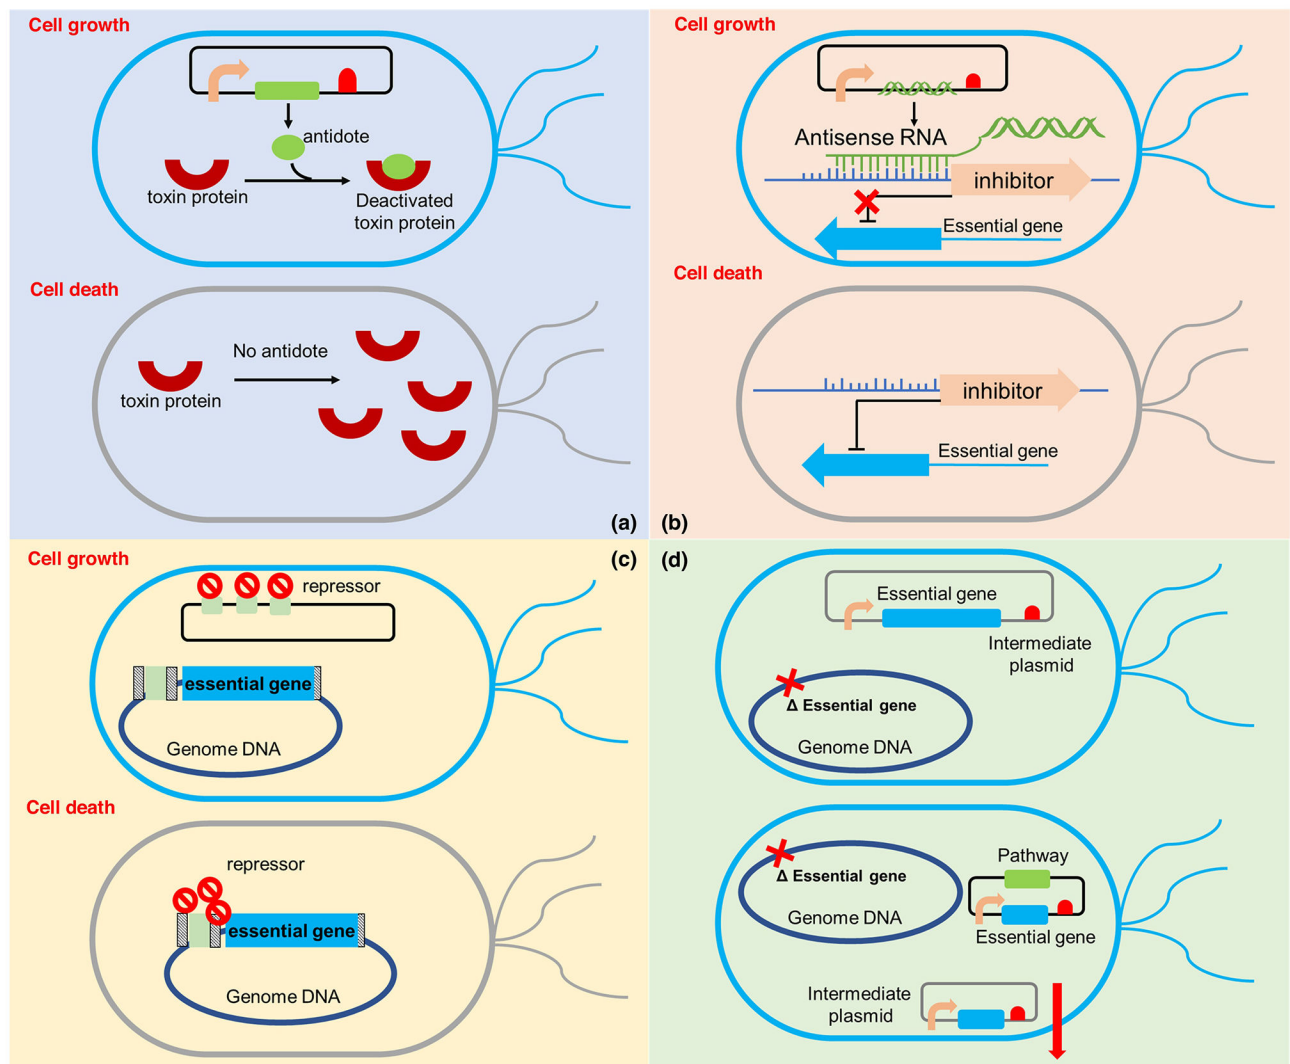 Cell growth
antidote
toxin protein
Deactivated
toxin protein
Cell death
No antidote
toxin protein
(a)
Cell growth
Antisense RNA
inhibitor
Essential gene
Cell death
inhibitor
Essential gene
(b)
Cell growth
(c)
repressor
essential gene
Genome DNA
Cell death
repressor
essential gene
Genome DNA
(d)
Essential gene
Intermediate
plasmid
Δ Essential gene
Genome DNA
Δ Essential gene
Genome DNA
Pathway
Essential gene
Intermediate
plasmid